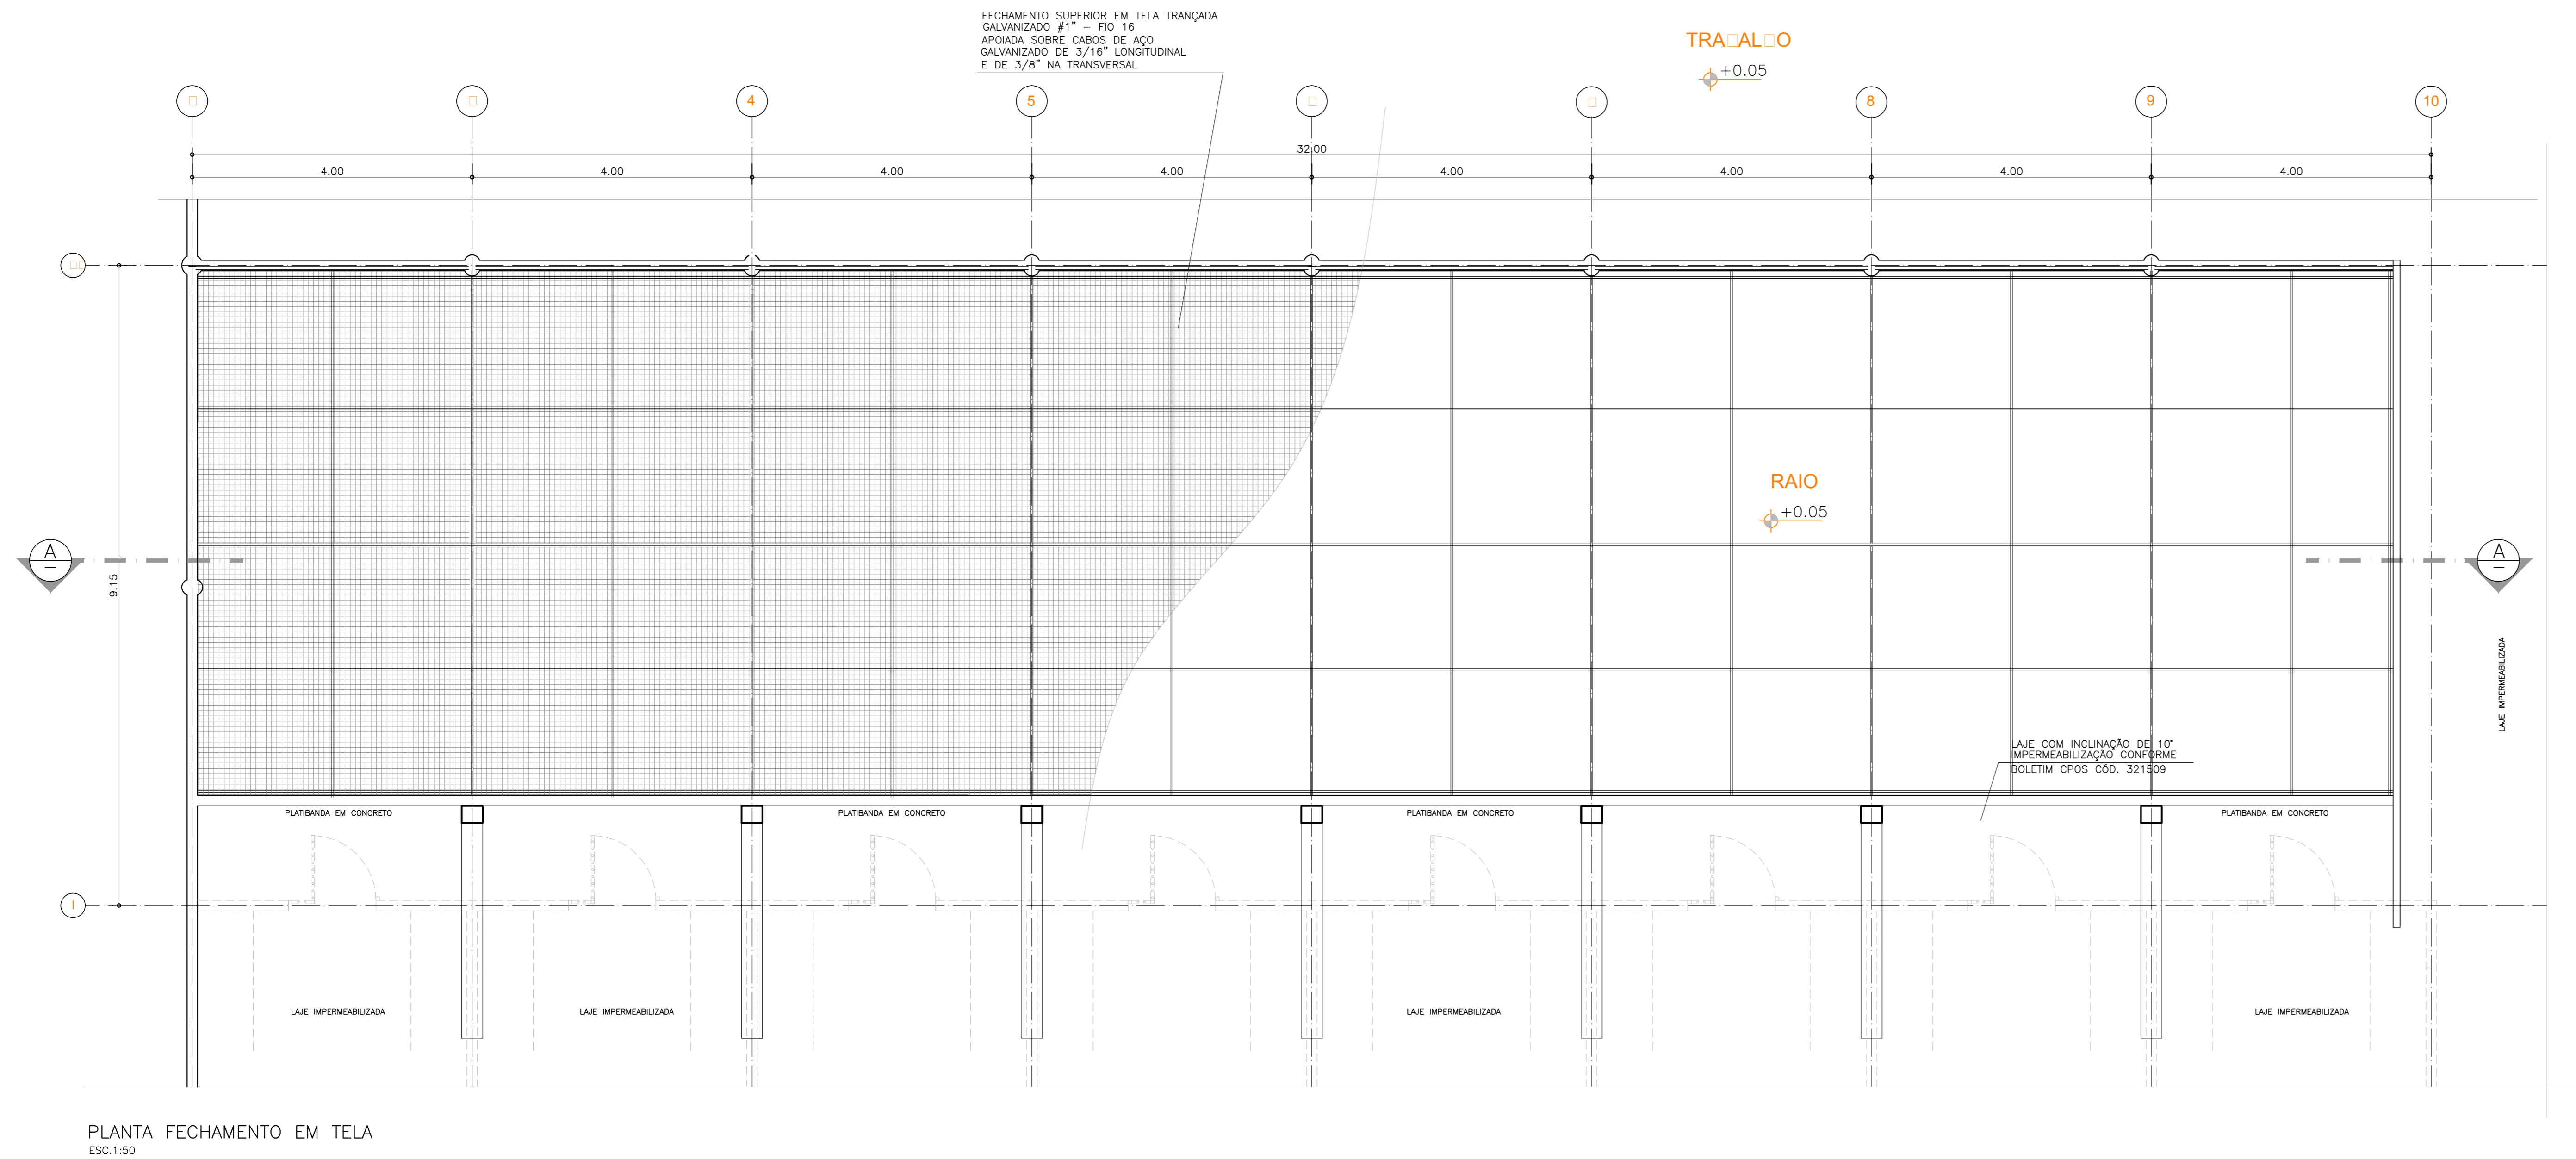 FECHAMENTO SUPERIOR EM TELA TRANÇADA
GALVANIZADO #1" – FIO 16
APOIADA SOBRE CABOS DE AÇO
GALVANIZADO DE 3/16" LONGITUDINAL
E DE 3/8" NA TRANSVERSAL
TRA□AL□O
+0.05
□ □ 4 5 □ □ 8 9 10
32.00
4.00 4.00 4.00 4.00 4.00 4.00 4.00 4.00
□□
RAIO
+0.05
A
A
9.15
LAJE IMPERMEABILIZADA
LAJE COM INCLINAÇÃO DE 10°
IMPERMEABILIZAÇÃO CONFORME
BOLETIM CPOS CÓD. 321509
PLATIBANDA EM CONCRETO PLATIBANDA EM CONCRETO PLATIBANDA EM CONCRETO PLATIBANDA EM CONCRETO
I
LAJE IMPERMEABILIZADA LAJE IMPERMEABILIZADA LAJE IMPERMEABILIZADA LAJE IMPERMEABILIZADA
PLANTA FECHAMENTO EM TELA
ESC.1:50